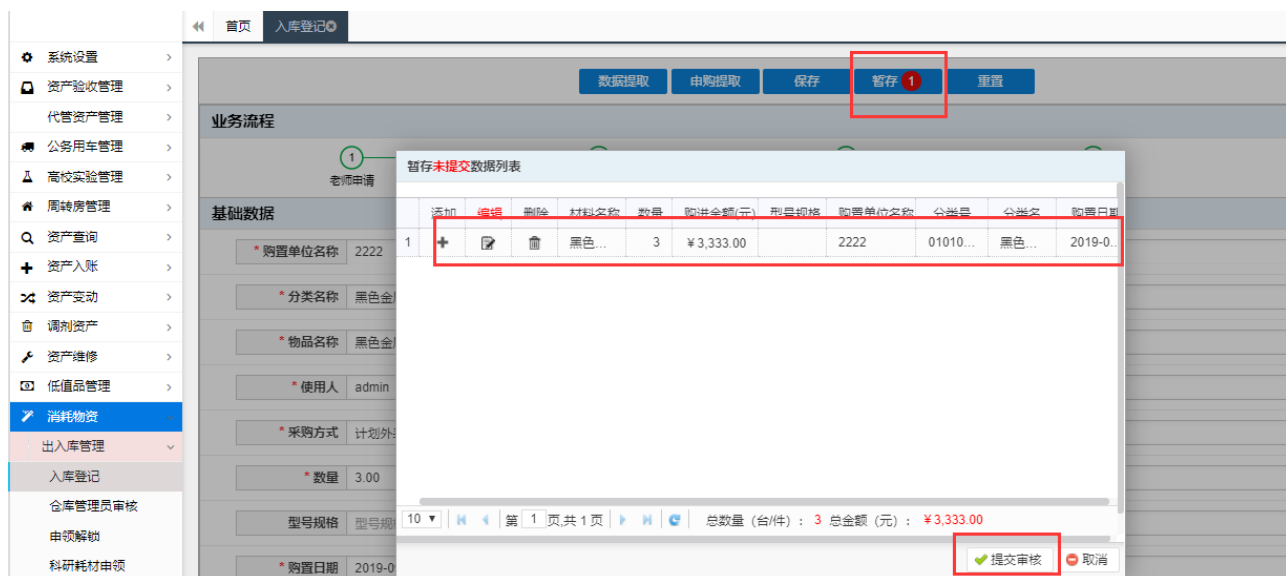 首页 入库登记
系统设置
资产验收管理
代管资产管理
公务用车管理
高校实验管理
周转房管理
资产查询
资产入账
资产变动
调剂资产
资产维修
低值品管理
消耗物资
出入库管理
入库登记
仓库管理员审核
申领解锁
科研耗材申领
数据提取 申购提取 保存 暂存 1 重置
业务流程
1
老师申请
基础数据
* 购置单位名称 2222
* 分类名称 黑色金
* 物品名称 黑色金
* 使用人 admin
* 采购方式 计划外
* 数量 3.00
型号规格 型号规
* 购置日期 2019-0
暂存未提交数据列表
添加 编辑 删除 材料名称 数量 购进金额(元) 型号规格 购置单位名称 分类号 分类名 购置日期
1 黑色... 3 ¥3,333.00 2222 01010... 黑色... 2019-0...
10 第 1 页,共 1 页 总数量 (台/件) : 3 总金额 (元) : ¥3,333.00
提交审核 取消